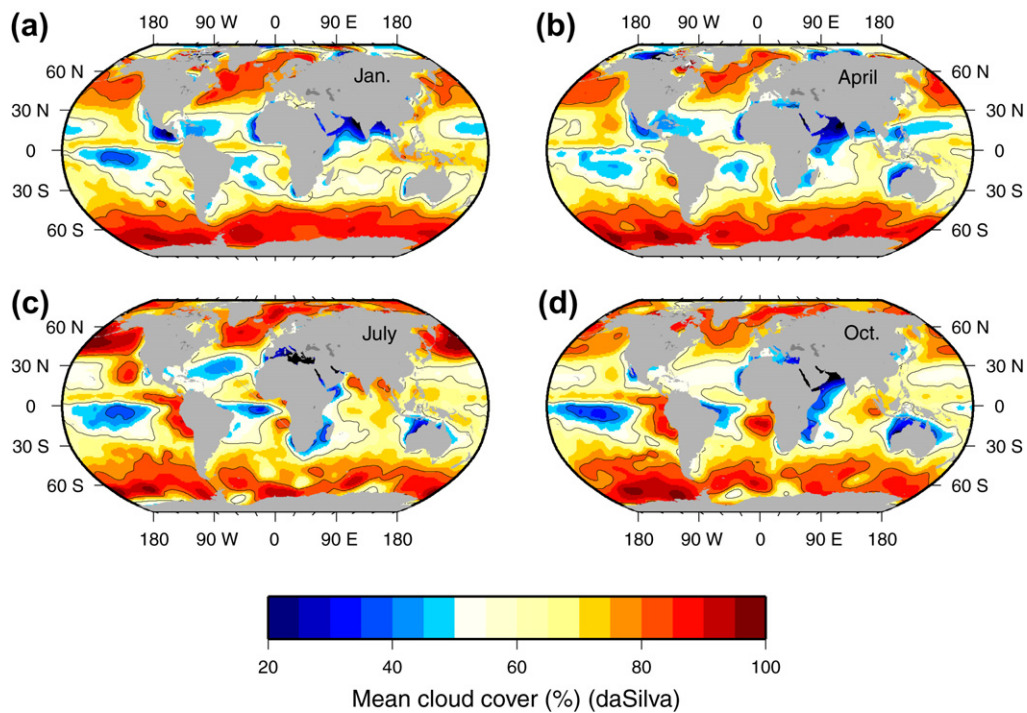 (a) (b)
180 90 W 0 90 E 180 180 90 W 0 90 E 180
60 N Jan. April 60 N
30 N 30 N
0 0
30 S 30 S
60 S 60 S
(c) (d)
60 N July Oct. 60 N
30 N 30 N
0 0
30 S 30 S
60 S 60 S
180 90 W 0 90 E 180 180 90 W 0 90 E 180
20 40 60 80 100
Mean cloud cover (%) (daSilva)